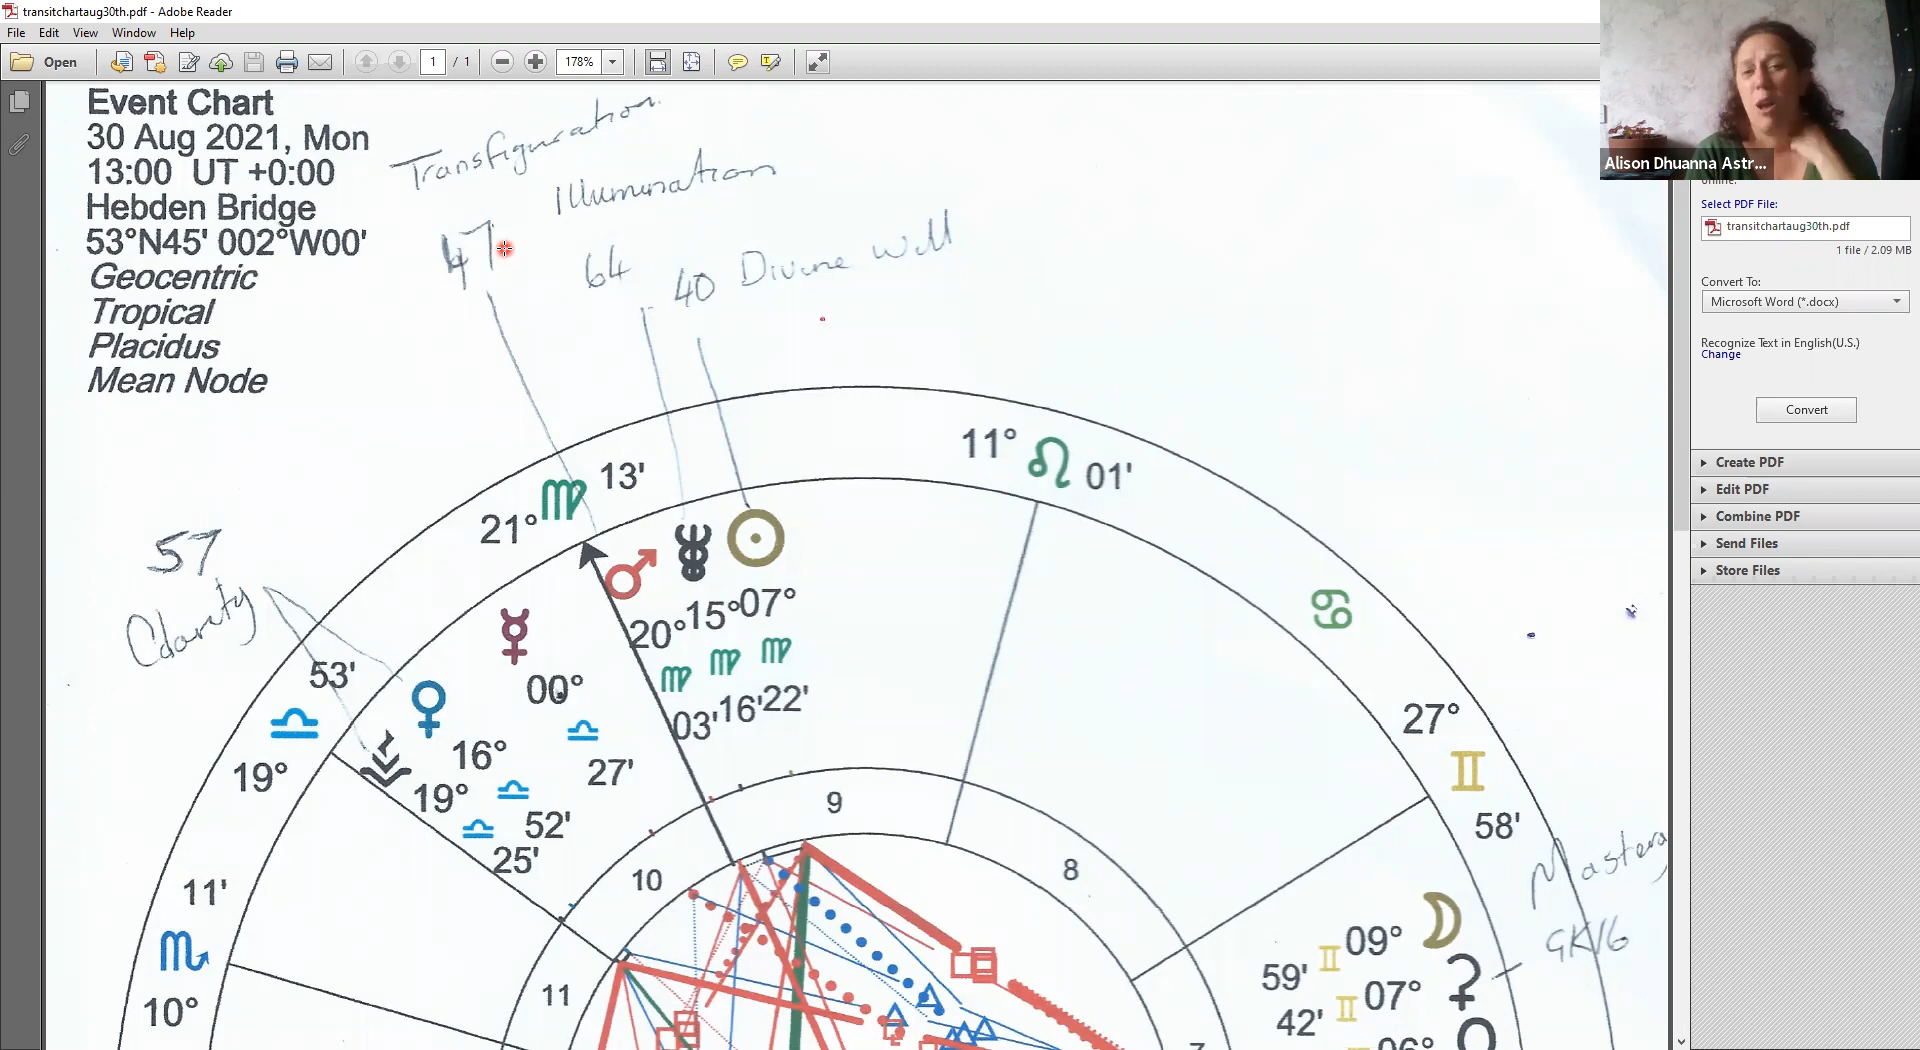 transitchartaug30th.pdf - Adobe Reader
File Edit View Window Help
Open 1 / 1 178%
Alison Dhuanna Astr...
online.
Select PDF File:
transitchartaug30th.pdf
1 file / 2.09 MB
Convert To:
Microsoft Word (*.docx)
Recognize Text in English(U.S.)
Change
Convert
Create PDF
Edit PDF
Combine PDF
Send Files
Store Files
Event Chart
30 Aug 2021, Mon
13:00 UT +0:00
Hebden Bridge
53°N45' 002°W00'
Geocentric
Tropical
Placidus
Mean Node
Transfiguration
Illumination
47
64
40 Divine Will
11° ♌ 01'
21° ♍ 13'
57
Clarity
♂ ☉
20° 15° 07°
♍ ♍ ♍
03' 16' 22'
☿
00°
♎
27'
♀
16°
♎
52'
19°
♎
25'
53'
♎
19°
♋
27°
♊
58'
Mastery
GK16
☽ 09° ♊ 59'
⚳ 07° ♊ 42'
06°
11'
♏
10°
9
10
8
11
7